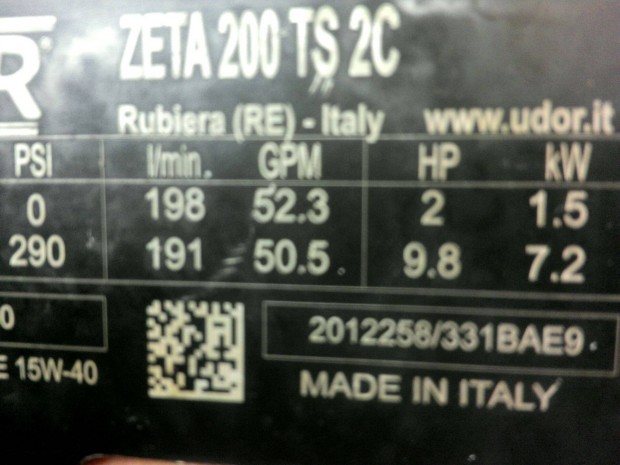 R ZETA 200 TS 2C
Rubiera (RE) - Italy www.udor.it
PSI l/min. GPM HP kW
0 198 52.3 2 1.5
290 191 50.5 9.8 7.2
0 2012258/331BAE9
E 15W-40 MADE IN ITALY